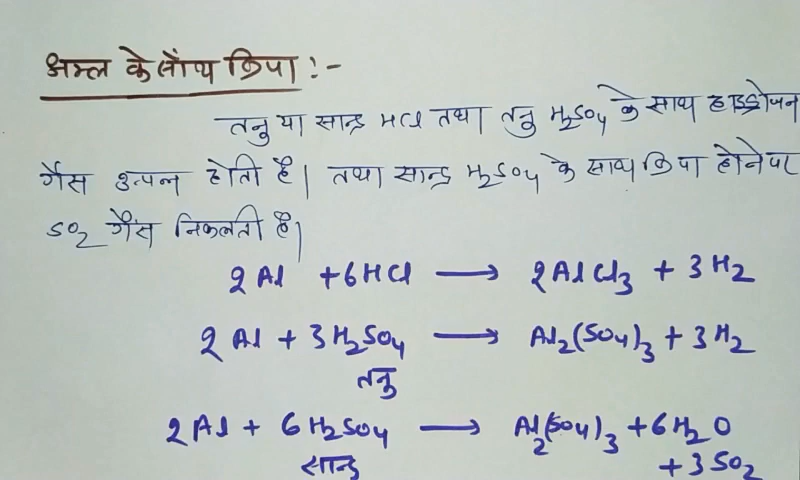 अम्ल के साथ क्रिया :-
तनु या सान्द्र HCl तथा तनु H₂SO₄ के साथ हाइड्रोजन
गैस उत्पन्न होती है। तथा सान्द्र H₂SO₄ के साथ क्रिया होने पर
SO₂ गैस निकलती है।
2Al + 6HCl ⟶ 2AlCl₃ + 3H₂
2Al + 3H₂SO₄ ⟶ Al₂(SO₄)₃ + 3H₂
तनु
2Al + 6H₂SO₄ ⟶ Al₂(SO₄)₃ + 6H₂O
सान्द्र + 3SO₂